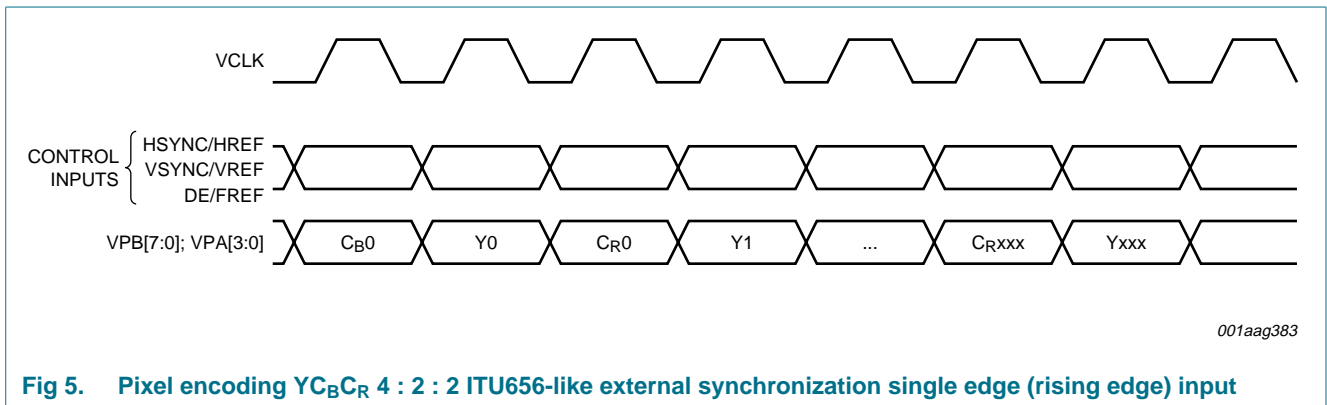 VCLK
CONTROL INPUTS
HSYNC/HREF
VSYNC/VREF
DE/FREF
VPB[7:0]; VPA[3:0] CB0 Y0 CR0 Y1 ... CRxxx Yxxx
001aag383
Fig 5. Pixel encoding YCBCR 4 : 2 : 2 ITU656-like external synchronization single edge (rising edge) input